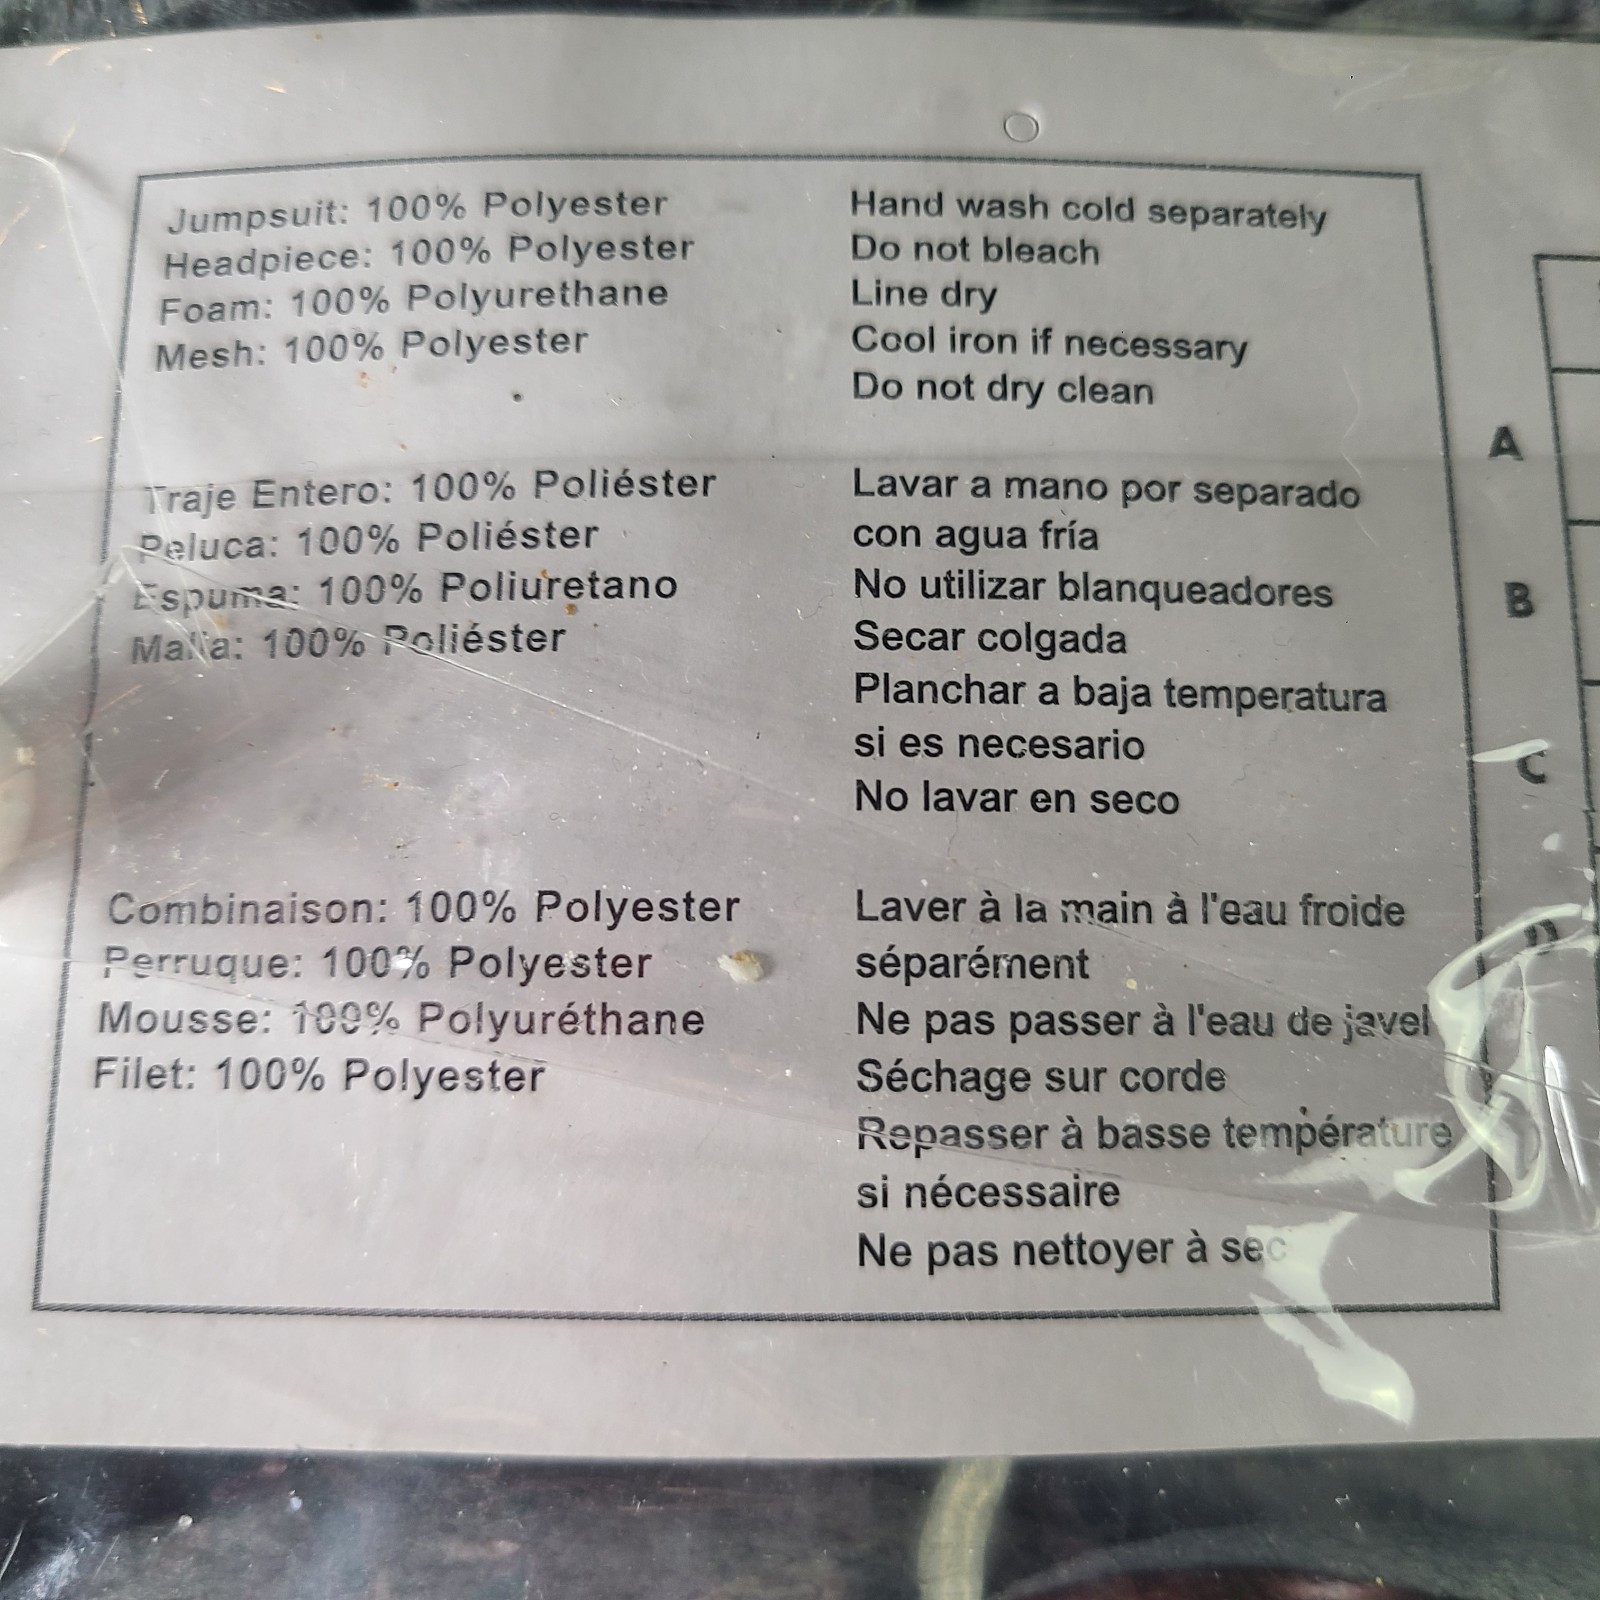 Jumpsuit: 100% Polyester
Headpiece: 100% Polyester
Foam: 100% Polyurethane
Mesh: 100% Polyester
Hand wash cold separately
Do not bleach
Line dry
Cool iron if necessary
Do not dry clean
Traje Entero: 100% Poliéster
Peluca: 100% Poliéster
Espuma: 100% Poliuretano
Malla: 100% Poliéster
Lavar a mano por separado
con agua fría
No utilizar blanqueadores
Secar colgada
Planchar a baja temperatura
si es necesario
No lavar en seco
Combinaison: 100% Polyester
Perruque: 100% Polyester
Mousse: 100% Polyuréthane
Filet: 100% Polyester
Laver à la main à l'eau froide
séparément
Ne pas passer à l'eau de javel
Séchage sur corde
Repasser à basse température
si nécessaire
Ne pas nettoyer à sec
A
B
C
D